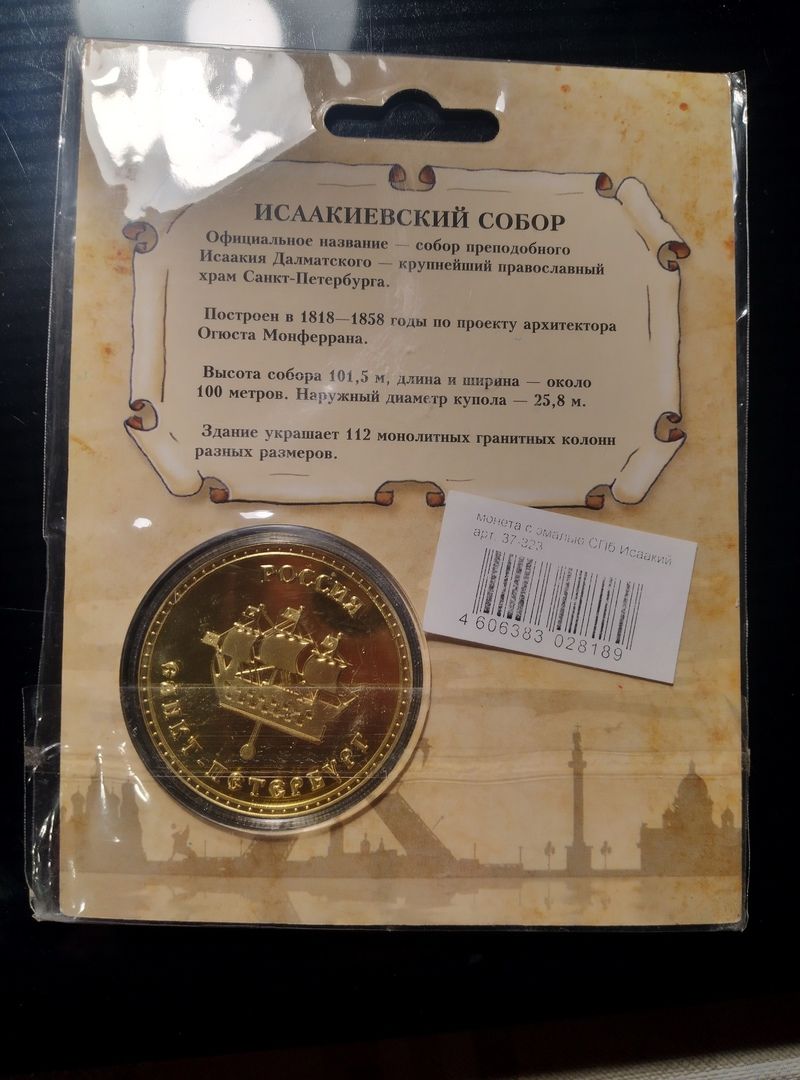 ИСААКИЕВСКИЙ СОБОР
Официальное название — собор преподобного
Исаакия Далматского — крупнейший православный
храм Санкт-Петербурга.
Построен в 1818—1858 годы по проекту архитектора
Огюста Монферрана.
Высота собора 101,5 м, длина и ширина — около
100 метров. Наружный диаметр купола — 25,8 м.
Здание украшает 112 монолитных гранитных колонн
разных размеров.
монета с эмалью СПб Исаакий
арт. 37-323
4 606383 028189
РОССИЯ
САНКТ-ПЕТЕРБУРГ